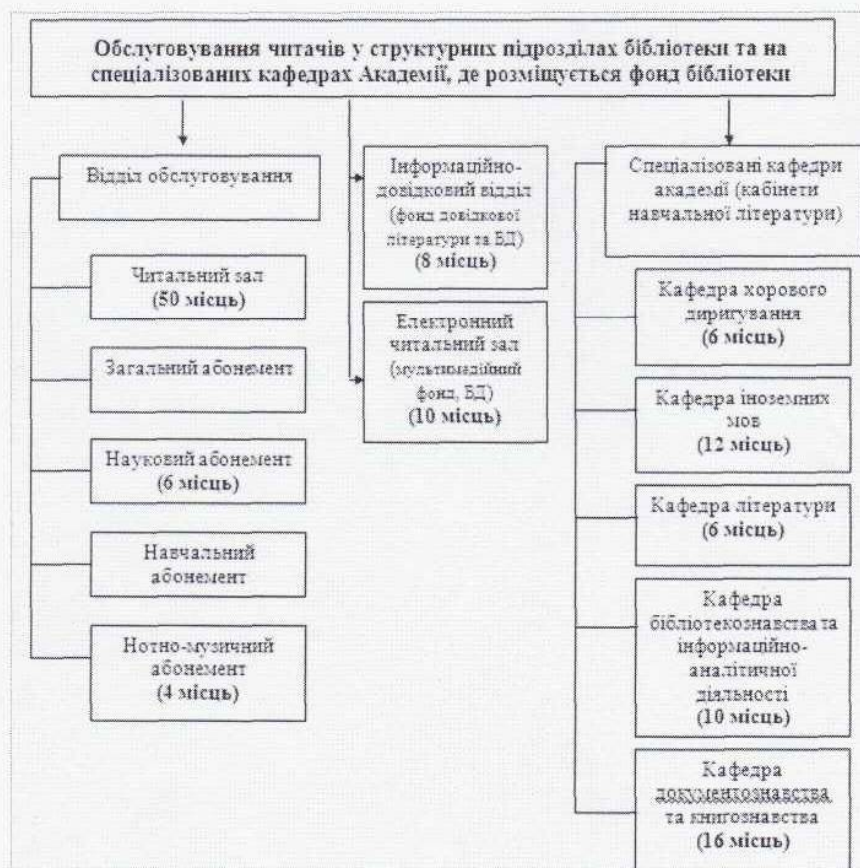 Обслуговування читачів у структурних підрозділах бібліотеки та на
спеціалізованих кафедрах Академії, де розміщується фонд бібліотеки
Відділ обслуговування
Читальний зал
(50 місць)
Загальний абонемент
Науковий абонемент
(6 місць)
Навчальний
абонемент
Нотно-музичний
абонемент
(4 місць)
Інформаційно-
довідковий відділ
(фонд довідкової
літератури та БД)
(8 місць)
Електронний
читальний зал
(мультимедійний
фонд, БД)
(10 місць)
Спеціалізовані кафедри
академії (кабінети
навчальної літератури)
Кафедра хорового
диригування
(6 місць)
Кафедра іноземних
мов
(12 місць)
Кафедра літератури
(6 місць)
Кафедра
бібліотекознавства та
інформаційно-
аналітичної
діяльності
(10 місць)
Кафедра
документознавства
та книгознавства
(16 місць)